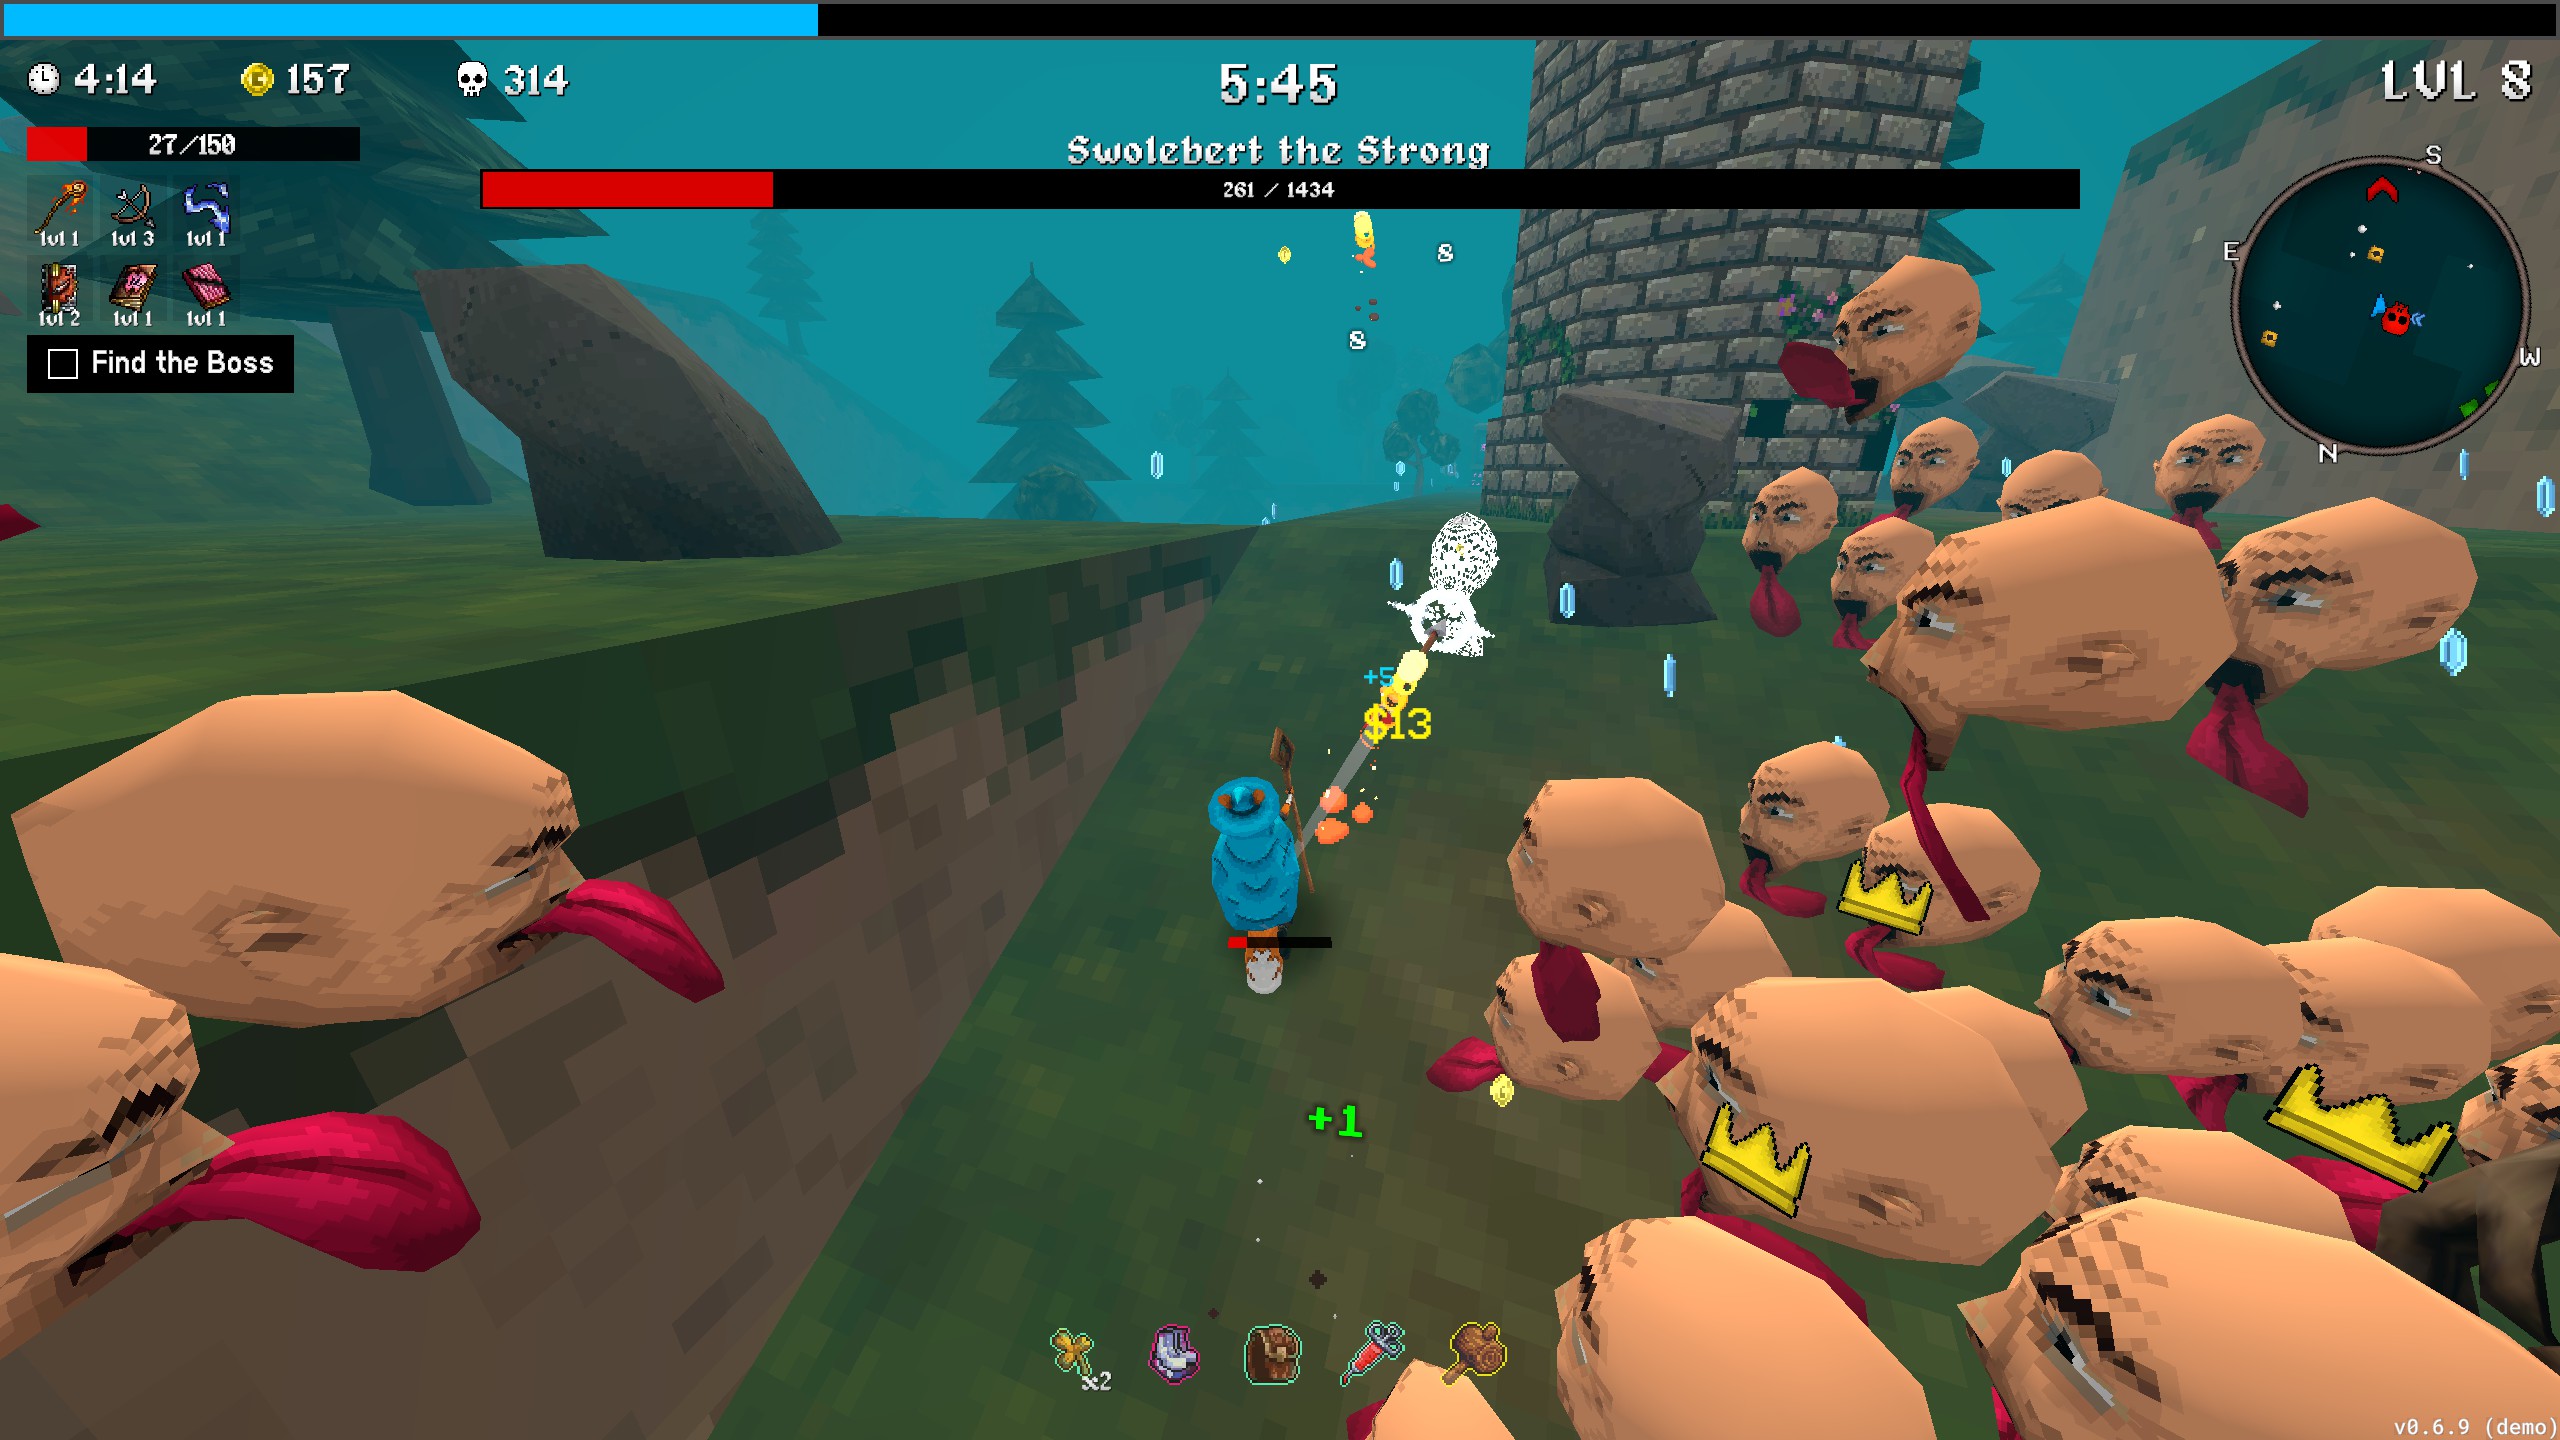 4:14
157
314
5:45
LVL 8
27/150
Swolebert the Strong
261 / 1434
lvl 1
lvl 3
lvl 1
lvl 2
lvl 1
lvl 1
Find the Boss
S
E
W
N
8
8
+5
$13
+1
x2
v0.6.9 (demo)